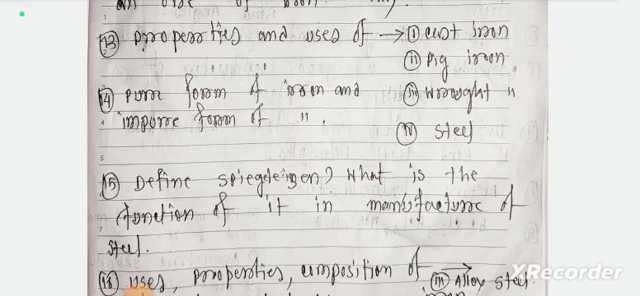 (13) properties and uses of → (i) cast iron
(ii) Pig iron
(14) Pure form of iron and (iii) wrought "
impure form of ".
(iv) Steel
(15) Define spiegeleisen? What is the
function of it in manufacture of
steel.
(16) uses, properties, composition of (iii) Alloy steel
XRecorder